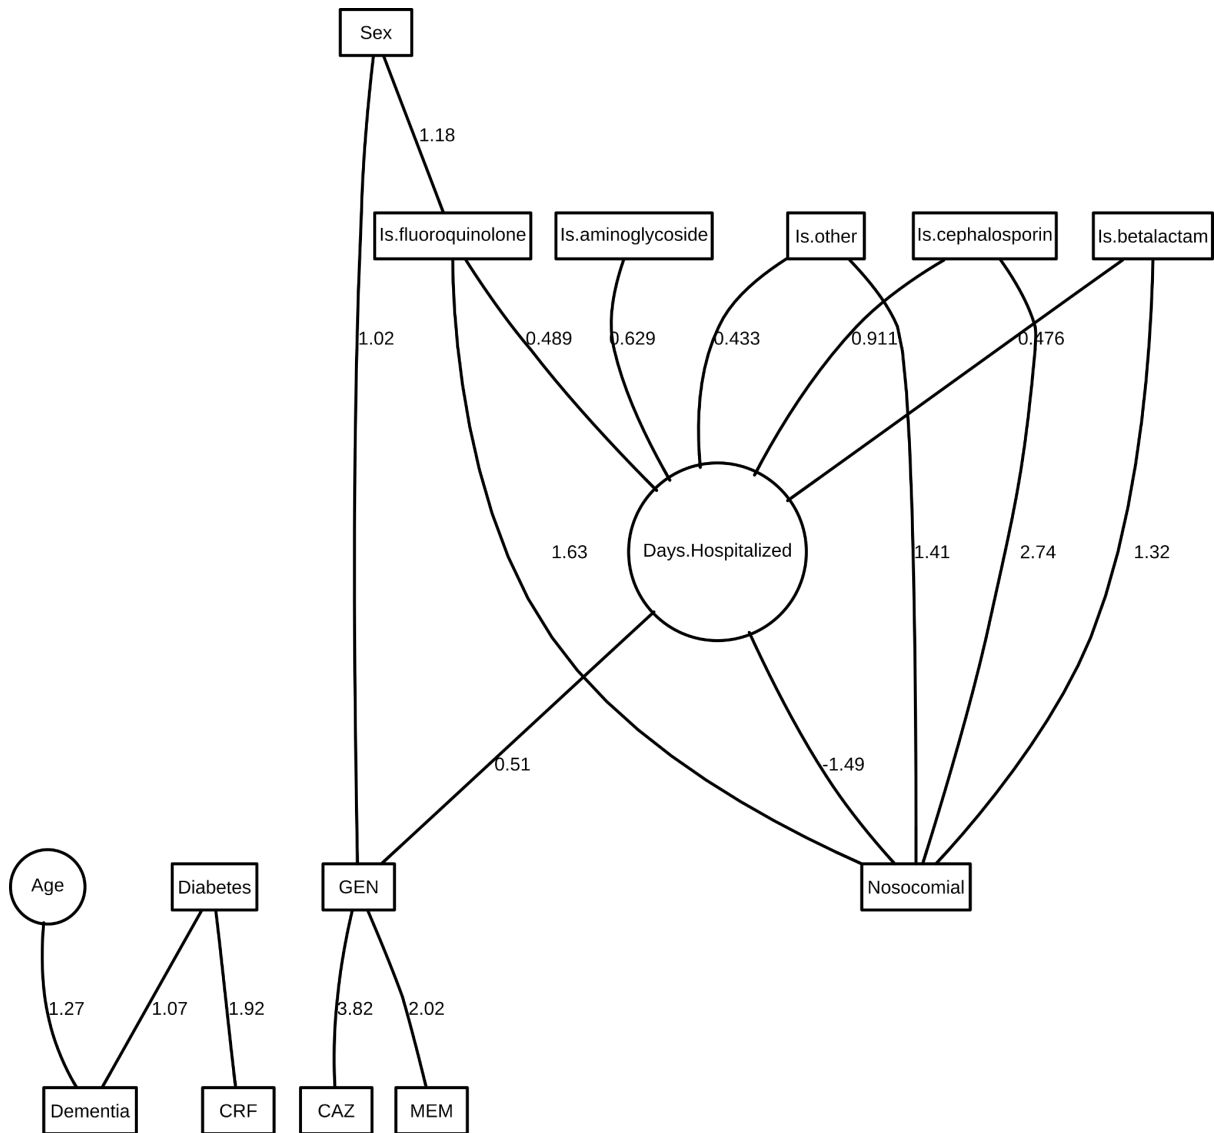 Sex
1.18
Is.fluoroquinolone
Is.aminoglycoside
Is.other
Is.cephalosporin
Is.betalactam
1.02
0.489
0.629
0.433
0.911
0.476
1.63
Days.Hospitalized
1.41
2.74
1.32
0.51
-1.49
Age
Diabetes
GEN
Nosocomial
1.27
1.07
1.92
3.82
2.02
Dementia
CRF
CAZ
MEM